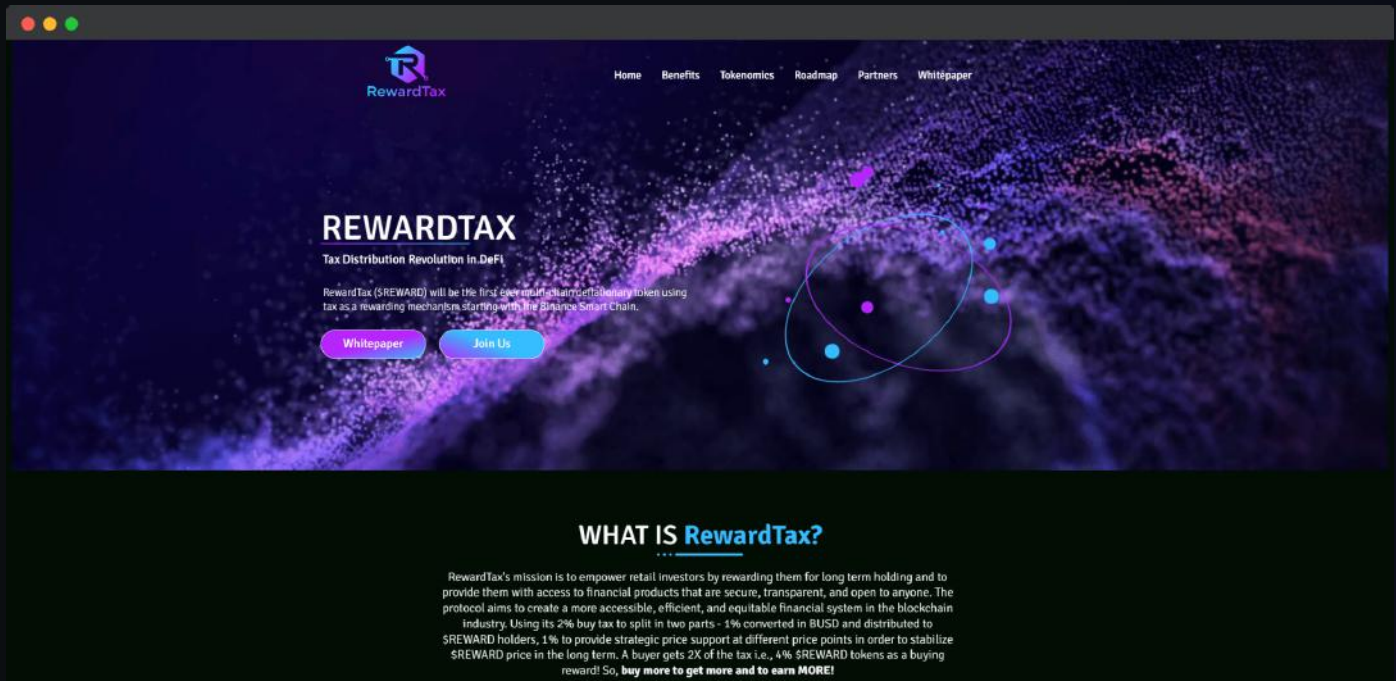 RewardTax
Home Benefits Tokenomics Roadmap Partners Whitepaper
REWARDTAX
Tax Distribution Revolution in DeFi
RewardTax ($REWARD) will be the first ever multi-chain deflationary token using
tax as a rewarding mechanism starting with the Binance Smart Chain.
Whitepaper Join Us
WHAT IS RewardTax?
RewardTax's mission is to empower retail investors by rewarding them for long term holding and to
provide them with access to financial products that are secure, transparent, and open to anyone. The
protocol aims to create a more accessible, efficient, and equitable financial system in the blockchain
industry. Using its 2% buy tax to split in two parts - 1% converted in BUSD and distributed to
$REWARD holders, 1% to provide strategic price support at different price points in order to stabilize
$REWARD price in the long term. A buyer gets 2X of the tax i.e., 4% $REWARD tokens as a buying
reward! So, buy more to get more and to earn MORE!